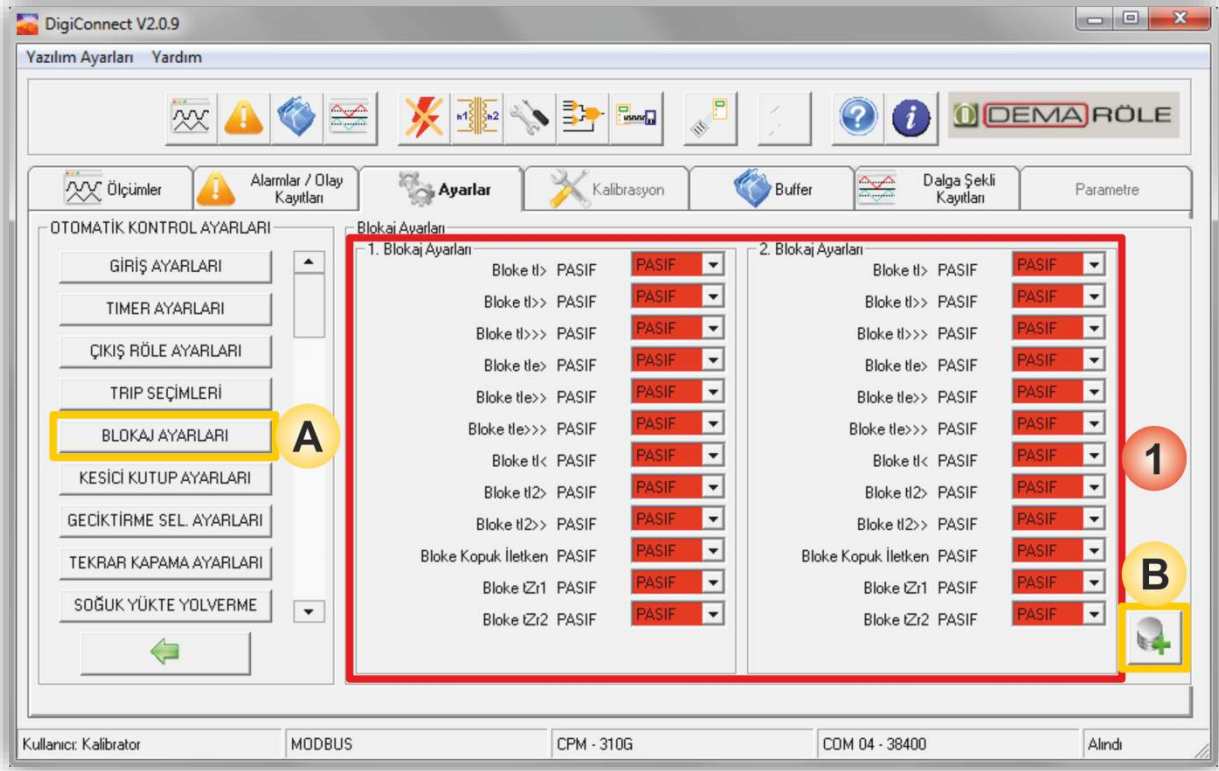 DigiConnect V2.0.9
Yazılım Ayarları Yardım
n1 n2
DEMA RÖLE
Ölçümler
Alarmlar / Olay
Kayıtları
Ayarlar
Kalibrasyon
Buffer
Dalga Şekli
Kayıtları
Parametre
OTOMATİK KONTROL AYARLARI
GİRİŞ AYARLARI
TIMER AYARLARI
ÇIKIŞ RÖLE AYARLARI
TRIP SEÇİMLERİ
BLOKAJ AYARLARI
A
KESİCİ KUTUP AYARLARI
GECİKTİRME SEL. AYARLARI
TEKRAR KAPAMA AYARLARI
SOĞUK YÜKTE YOLVERME
Blokaj Ayarları
1. Blokaj Ayarları
Bloke tI> PASIF PASIF
Bloke tI>> PASIF PASIF
Bloke tI>>> PASIF PASIF
Bloke tIe> PASIF PASIF
Bloke tIe>> PASIF PASIF
Bloke tIe>>> PASIF PASIF
Bloke tI< PASIF PASIF
Bloke tI2> PASIF PASIF
Bloke tI2>> PASIF PASIF
Bloke Kopuk İletken PASIF PASIF
Bloke tZr1 PASIF PASIF
Bloke tZr2 PASIF PASIF
2. Blokaj Ayarları
Bloke tI> PASIF PASIF
Bloke tI>> PASIF PASIF
Bloke tI>>> PASIF PASIF
Bloke tIe> PASIF PASIF
Bloke tIe>> PASIF PASIF
Bloke tIe>>> PASIF PASIF
Bloke tI< PASIF PASIF
Bloke tI2> PASIF PASIF
Bloke tI2>> PASIF PASIF
Bloke Kopuk İletken PASIF PASIF
Bloke tZr1 PASIF PASIF
Bloke tZr2 PASIF PASIF
1
B
Kullanıcı: Kalibrator
MODBUS
CPM - 310G
COM 04 - 38400
Alındı